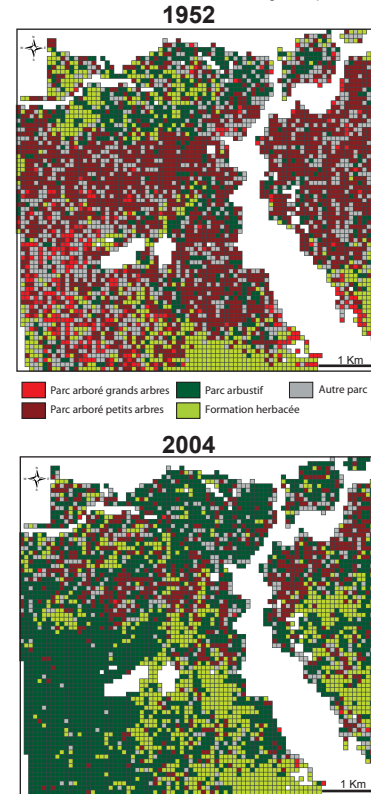 1952
1 Km
Parc arboré grands arbres Parc arbustif Autre parc
Parc arboré petits arbres Formation herbacée
2004
1 Km